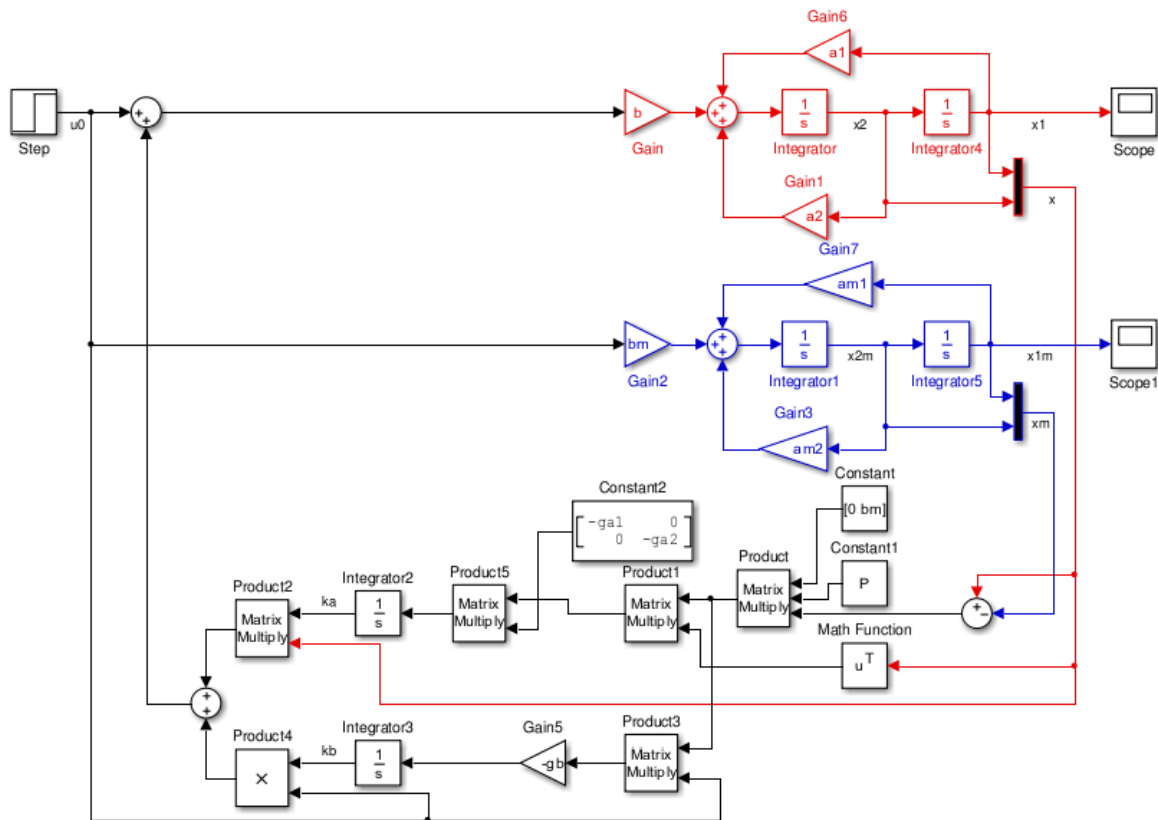 Gain6
a1
Step
u0
+
+
b
Gain
+
+
+
1
s
Integrator
x2
1
s
Integrator4
x1
Scope
x
Gain1
a2
Gain7
am1
bm
Gain2
+
+
+
1
s
Integrator1
x2m
1
s
Integrator5
x1m
Scope1
xm
Gain3
am2
Constant
[0 bm]
Constant2
-ga1 0
0 -ga2
Constant1
P
Product
Matrix
Multiply
Product1
Matrix
Multiply
Product5
Matrix
Multiply
Integrator2
1
s
ka
Product2
Matrix
Multiply
+
−
Math Function
u^T
+
+
Product3
Matrix
Multiply
Gain5
-gb
Integrator3
1
s
kb
Product4
×